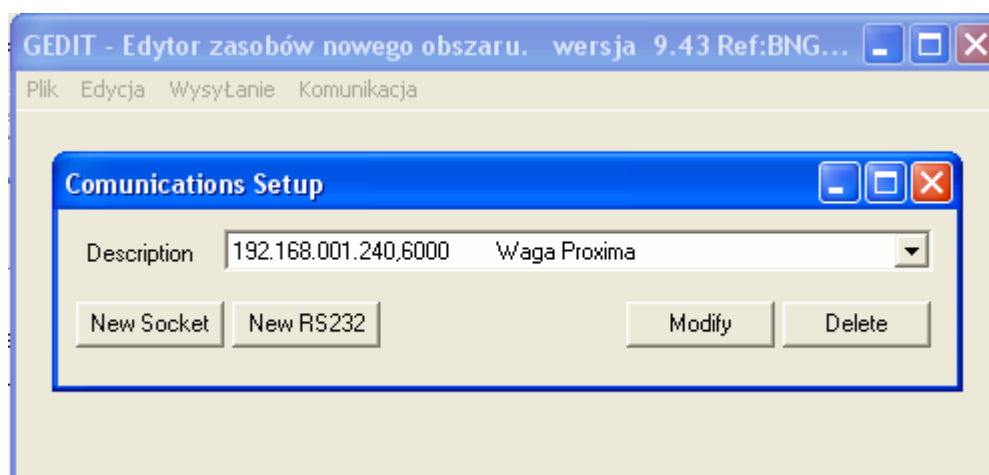 GEDIT - Edytor zasobów nowego obszaru. wersja 9.43 Ref:BNG...
Plik Edycja WysyŁanie Komunikacja
Comunications Setup
Description 192.168.001.240,6000 Waga Proxima
New Socket New RS232 Modify Delete